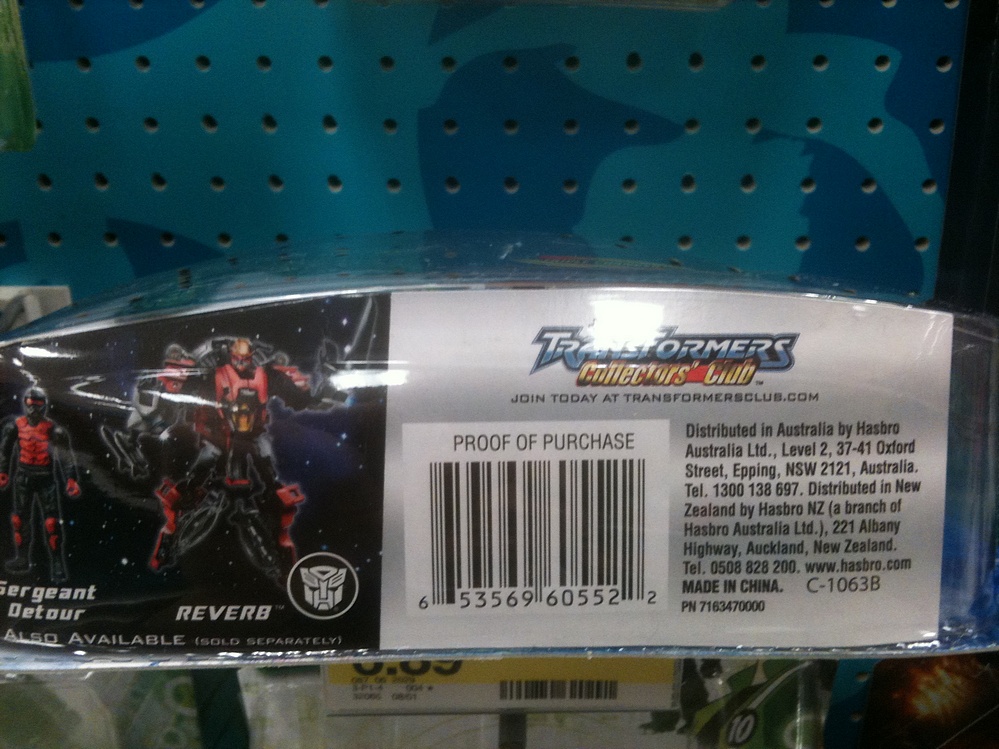 TRANSFORMERS
Collectors' Club™
JOIN TODAY AT TRANSFORMERSCLUB.COM
PROOF OF PURCHASE
6 53569 60552 2
Distributed in Australia by Hasbro
Australia Ltd., Level 2, 37-41 Oxford
Street, Epping, NSW 2121, Australia.
Tel. 1300 138 697. Distributed in New
Zealand by Hasbro NZ (a branch of
Hasbro Australia Ltd.), 221 Albany
Highway, Auckland, New Zealand.
Tel. 0508 828 200. www.hasbro.com
MADE IN CHINA. C-1063B
PN 7163470000
Sergeant
Detour
REVERB™
ALSO AVAILABLE (SOLD SEPARATELY)
10